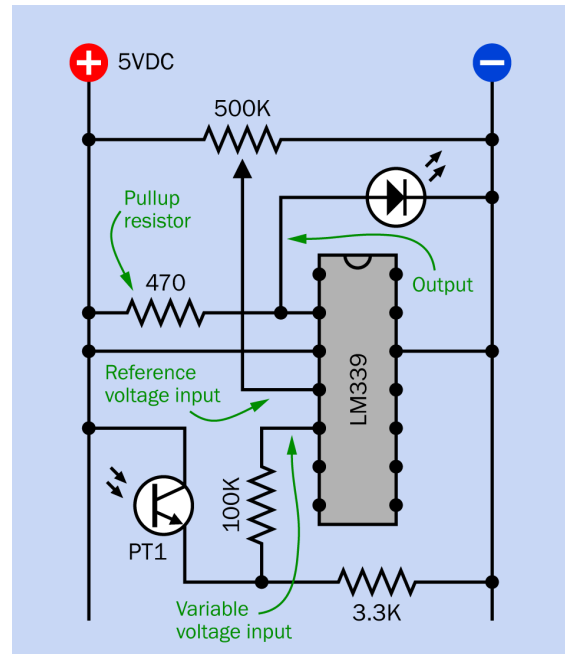 5VDC
500K
Pullup
resistor
Output
470
Reference
voltage input
LM339
100K
PT1
3.3K
Variable
voltage input